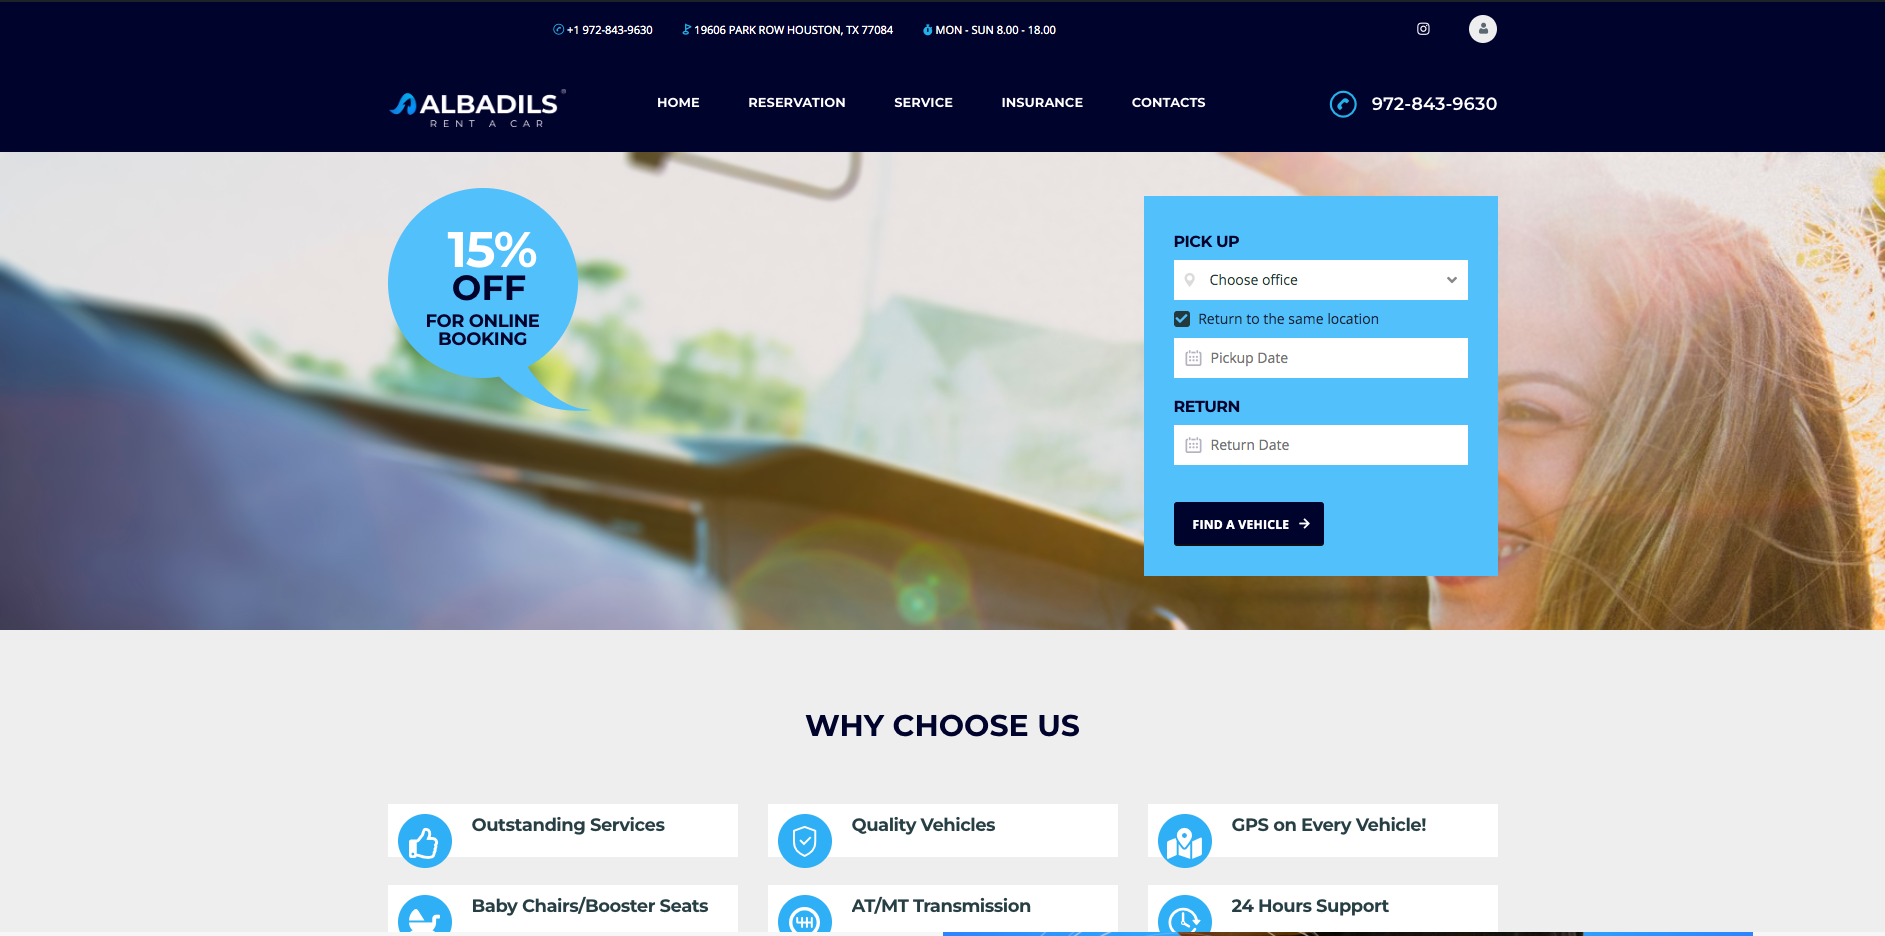 +1 972-843-9630
19606 PARK ROW HOUSTON, TX 77084
MON - SUN 8.00 - 18.00
ALBADILS®
RENT A CAR
HOME
RESERVATION
SERVICE
INSURANCE
CONTACTS
972-843-9630
15%
OFF
FOR ONLINE
BOOKING
PICK UP
Choose office
Return to the same location
Pickup Date
RETURN
Return Date
FIND A VEHICLE
WHY CHOOSE US
Outstanding Services
Quality Vehicles
GPS on Every Vehicle!
Baby Chairs/Booster Seats
AT/MT Transmission
24 Hours Support